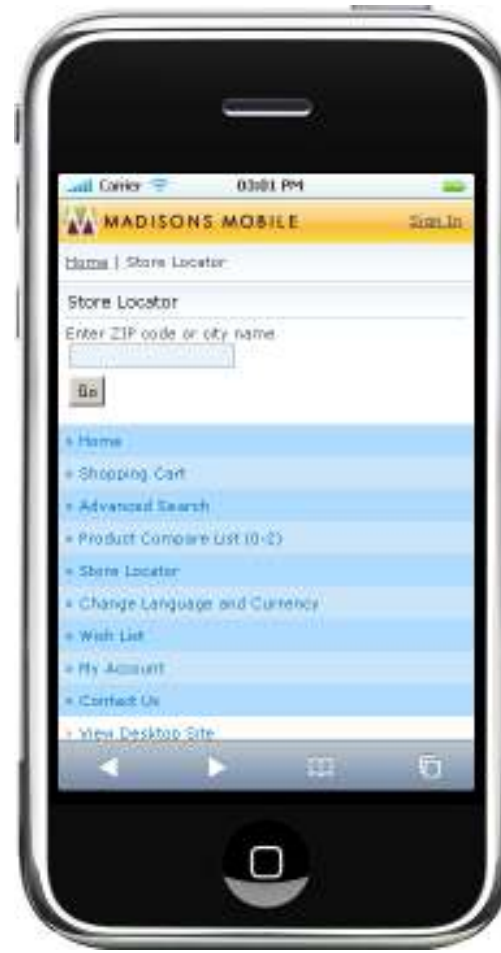 Carrier 03:01 PM
MADISONS MOBILE Sign In
Home | Store Locator
Store Locator
Enter ZIP code or city name
Go
» Home
» Shopping Cart
» Advanced Search
» Product Compare List (0-2)
» Store Locator
» Change Language and Currency
» Wish List
» My Account
» Contact Us
» View Desktop Site